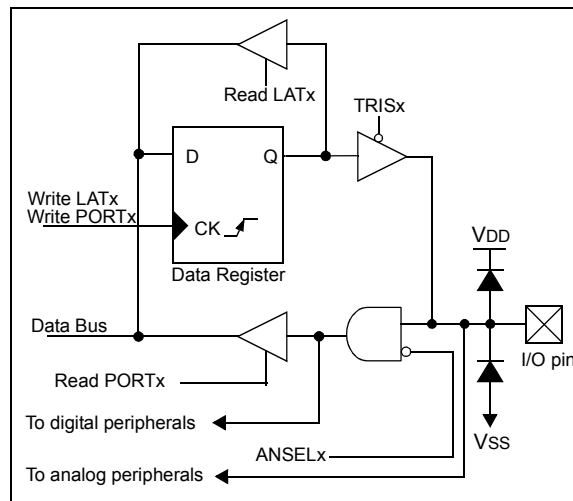 Read LATx
TRISx
D
Q
Write LATx
Write PORTx
CK
Data Register
VDD
Data Bus
I/O pin
Read PORTx
To digital peripherals
VSS
ANSELx
To analog peripherals